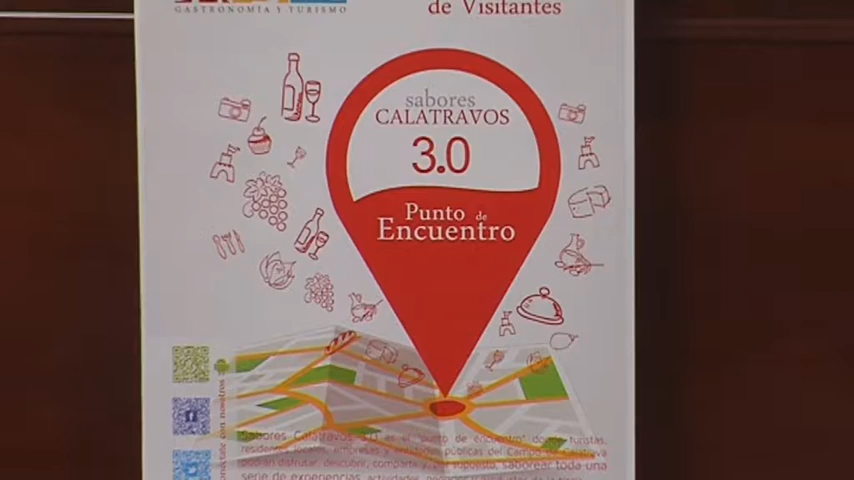 GASTRONOMÍA Y TURISMO
de Visitantes
sabores
CALATRAVOS
3.0
Punto de
Encuentro
Sabores Calatravos 3.0 es el "punto de encuentro" donde turistas,
residentes locales, empresas y entidades públicas del Campo de Calatrava
podrán disfrutar, descubrir, compartir y, por supuesto, saborear toda una
serie de experiencias, actividades,
conéctate con nosotros